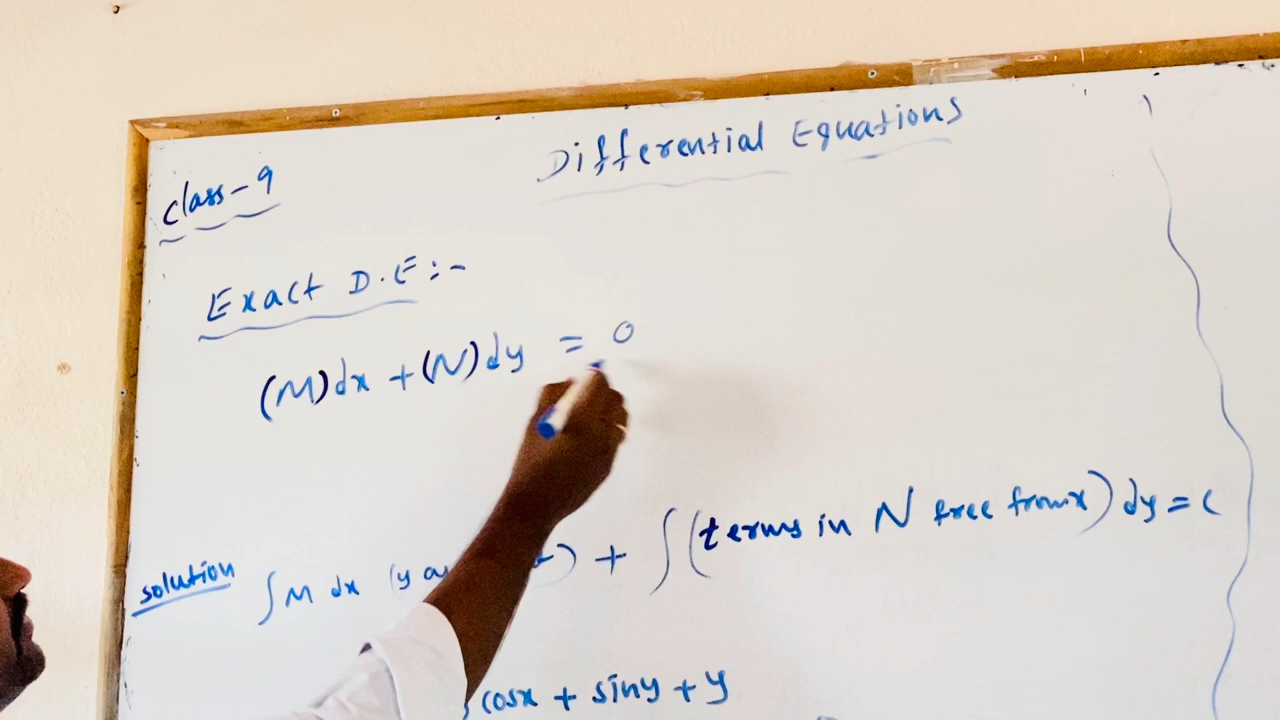 Differential Equations
class-9
Exact D.E:-
(M)dx + (N)dy = 0
solution ∫M dx (y + ∫(terms in N free from x) dy = c
cosx + siny + y